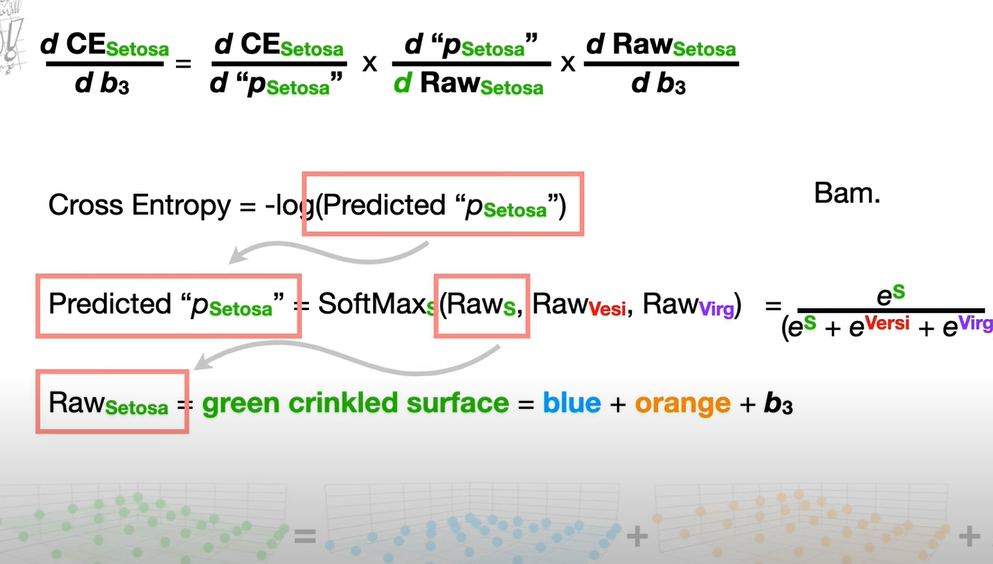 d CESetosa / d b3 = d CESetosa / d “pSetosa” x d “pSetosa” / d RawSetosa x d RawSetosa / d b3
Cross Entropy = -log(Predicted “pSetosa”)
Bam.
Predicted “pSetosa” = SoftMaxS(RawS, RawVesi, RawVirg) = eS / (eS + eVersi + eVirg
RawSetosa = green crinkled surface = blue + orange + b3
= + +